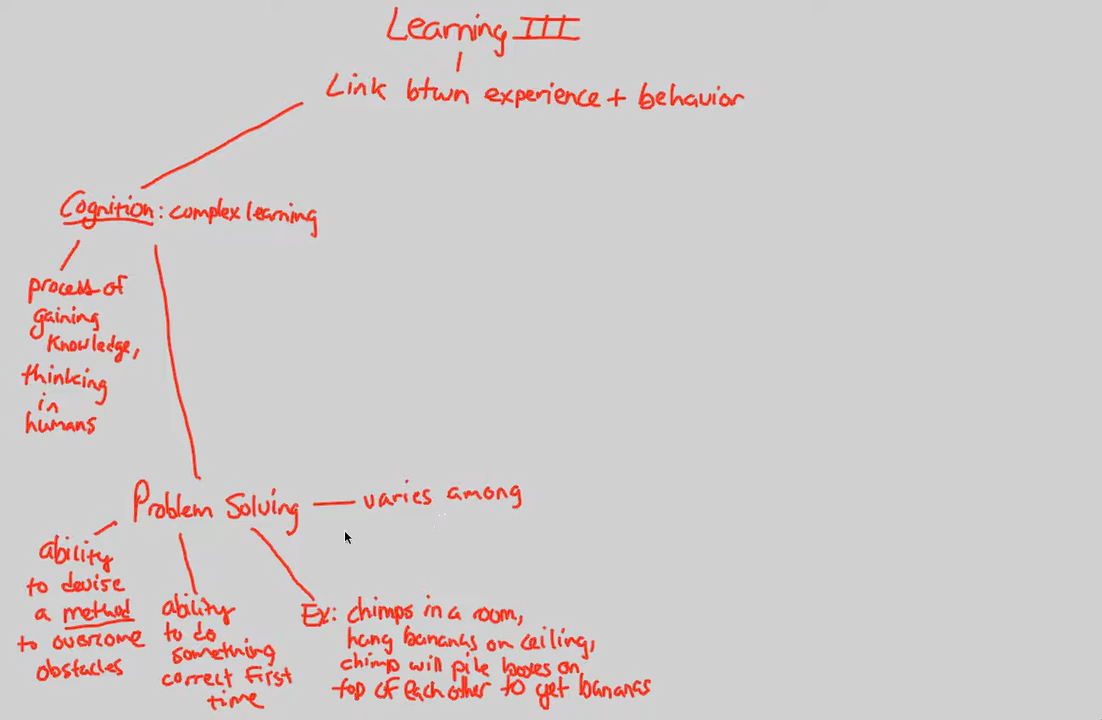 Learning III
Link btwn experience + behavior
Cognition: complex learning
process of
gaining
knowledge,
thinking
in
humans
Problem Solving — varies among
ability
to devise
a method
to overcome
obstacles
ability
to do
something
correct first
time
Ex: chimps in a room,
hang bananas on ceiling,
chimp will pile boxes on
top of each other to get bananas